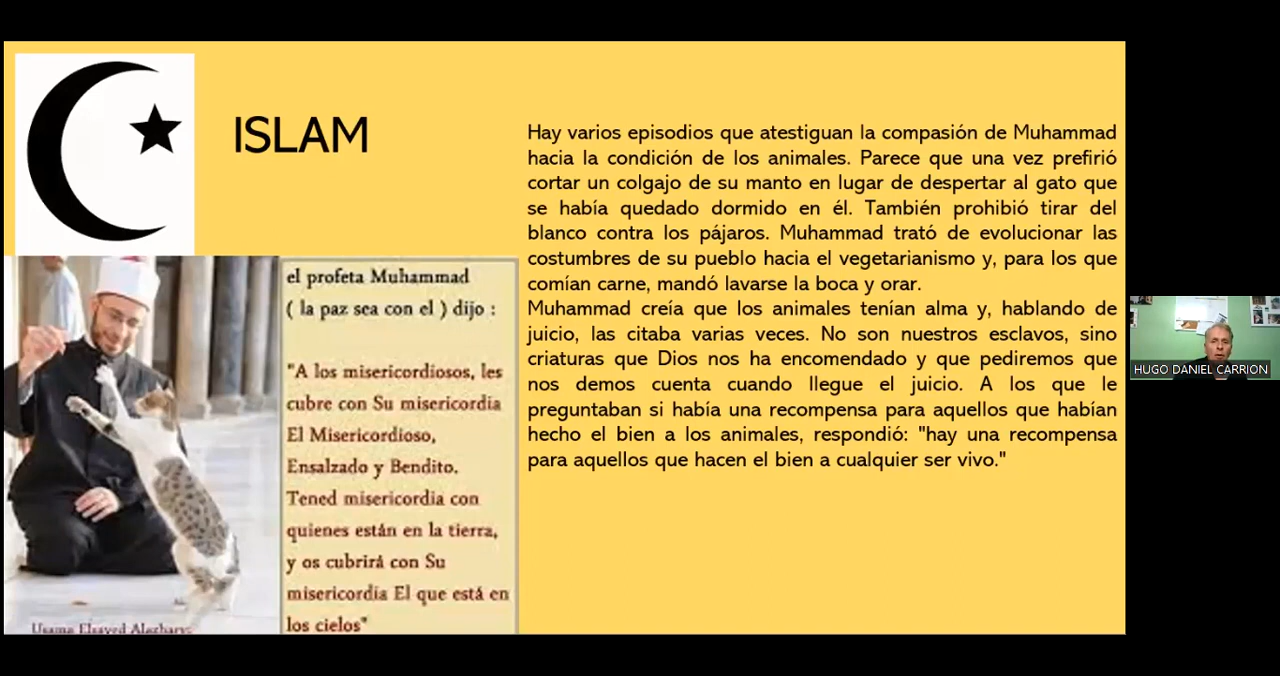 ISLAM
Hay varios episodios que atestiguan la compasión de Muhammad
hacia la condición de los animales. Parece que una vez prefirió
cortar un colgajo de su manto en lugar de despertar al gato que
se había quedado dormido en él. También prohibió tirar del
blanco contra los pájaros. Muhammad trató de evolucionar las
costumbres de su pueblo hacia el vegetarianismo y, para los que
comían carne, mandó lavarse la boca y orar.
Muhammad creía que los animales tenían alma y, hablando de
juicio, las citaba varias veces. No son nuestros esclavos, sino
criaturas que Dios nos ha encomendado y que pediremos que
nos demos cuenta cuando llegue el juicio. A los que le
preguntaban si había una recompensa para aquellos que habían
hecho el bien a los animales, respondió: "hay una recompensa
para aquellos que hacen el bien a cualquier ser vivo."
el profeta Muhammad
( la paz sea con el ) dijo :
"A los misericordiosos, les
cubre con Su misericordia
El Misericordioso,
Ensalzado y Bendito.
Tened misericordia con
quienes están en la tierra,
y os cubrirá con Su
misericordia El que está en
los cielos"
Usama Elsayed Alazhary
HUGO DANIEL CARRION